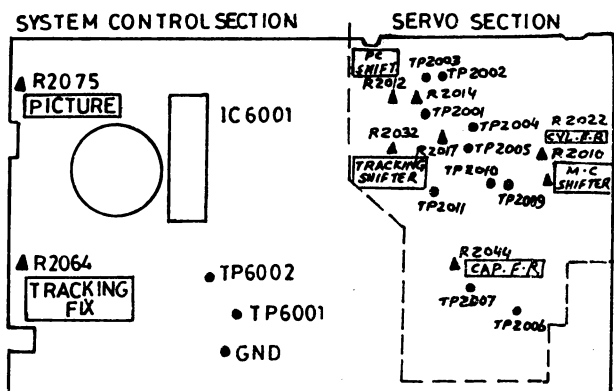 SYSTEM CONTROL SECTION
SERVO SECTION
R2075
PICTURE
IC6001
R2064
TRACKING
FIX
TP6002
TP6001
GND
PC
SHIFT
R2012
TP2003
TP2002
R2014
TP2001
TP2004
R2022
CYL.F.R
R2032
R2017
TP2005
R2010
TRACKING
SHIFTER
TP2010
M.C
SHIFTER
TP2011
TP2009
R2044
CAP.F.R
TP2007
TP2006